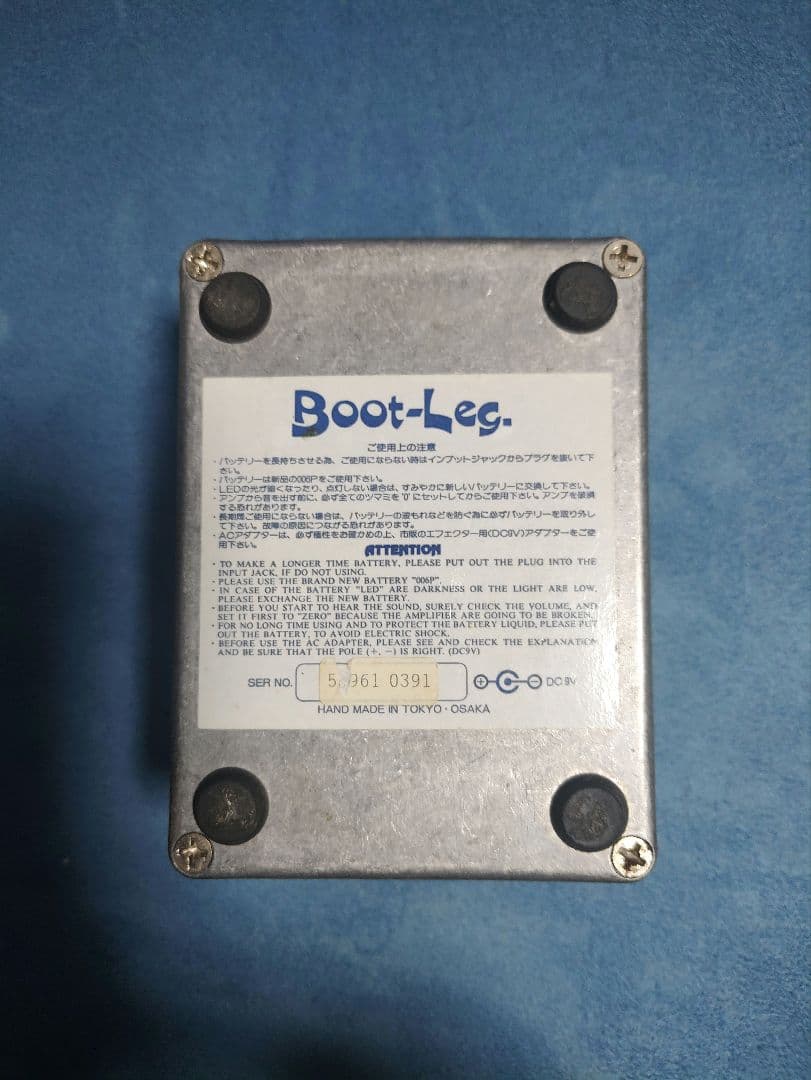 Boot-Leg.
ご使用上の注意
・バッテリーを長持ちさせる為、ご使用にならない時はインプットジャックからプラグを抜いて下
さい。
・バッテリーは新品の006Pをご使用下さい。
・LEDの光が暗くなったり、点灯しない場合は、すみやかに新しいバッテリーに交換して下さい。
・アンプから音を出す前に、必ず全てのツマミを"0"にセットしてからご使用下さい。アンプを破損
する恐れがあります。
・長期間ご使用にならない場合は、バッテリーの液もれなどを防ぐ為に必ずバッテリーを取り外し
て下さい。故障の原因につながる恐れがあります。
・ACアダプターは、必ず極性をお確かめの上、市販のエフェクター用(DC9V)アダプターをご使
用下さい。
ATTENTION
・TO MAKE A LONGER TIME BATTERY, PLEASE PUT OUT THE PLUG INTO THE
INPUT JACK, IF DO NOT USING.
・PLEASE USE THE BRAND NEW BATTERY "006P".
・IN CASE OF THE BATTERY "LED" ARE DARKNESS OR THE LIGHT ARE LOW,
PLEASE EXCHANGE THE NEW BATTERY.
・BEFORE YOU START TO HEAR THE SOUND, SURELY CHECK THE VOLUME, AND
SET IT FIRST TO "ZERO" BECAUSE THE AMPLIFIER ARE GOING TO BE BROKEN.
・FOR NO LONG TIME USING AND TO PROTECT THE BATTERY LIQUID, PLEASE PUT
OUT THE BATTERY, TO AVOID ELECTRIC SHOCK.
・BEFORE USE THE AC ADAPTER, PLEASE SEE AND CHECK THE EXPLANATION
AND BE SURE THAT THE POLE (+, −) IS RIGHT. (DC9V)
SER NO. 0391 DC 9V
HAND MADE IN TOKYO・OSAKA